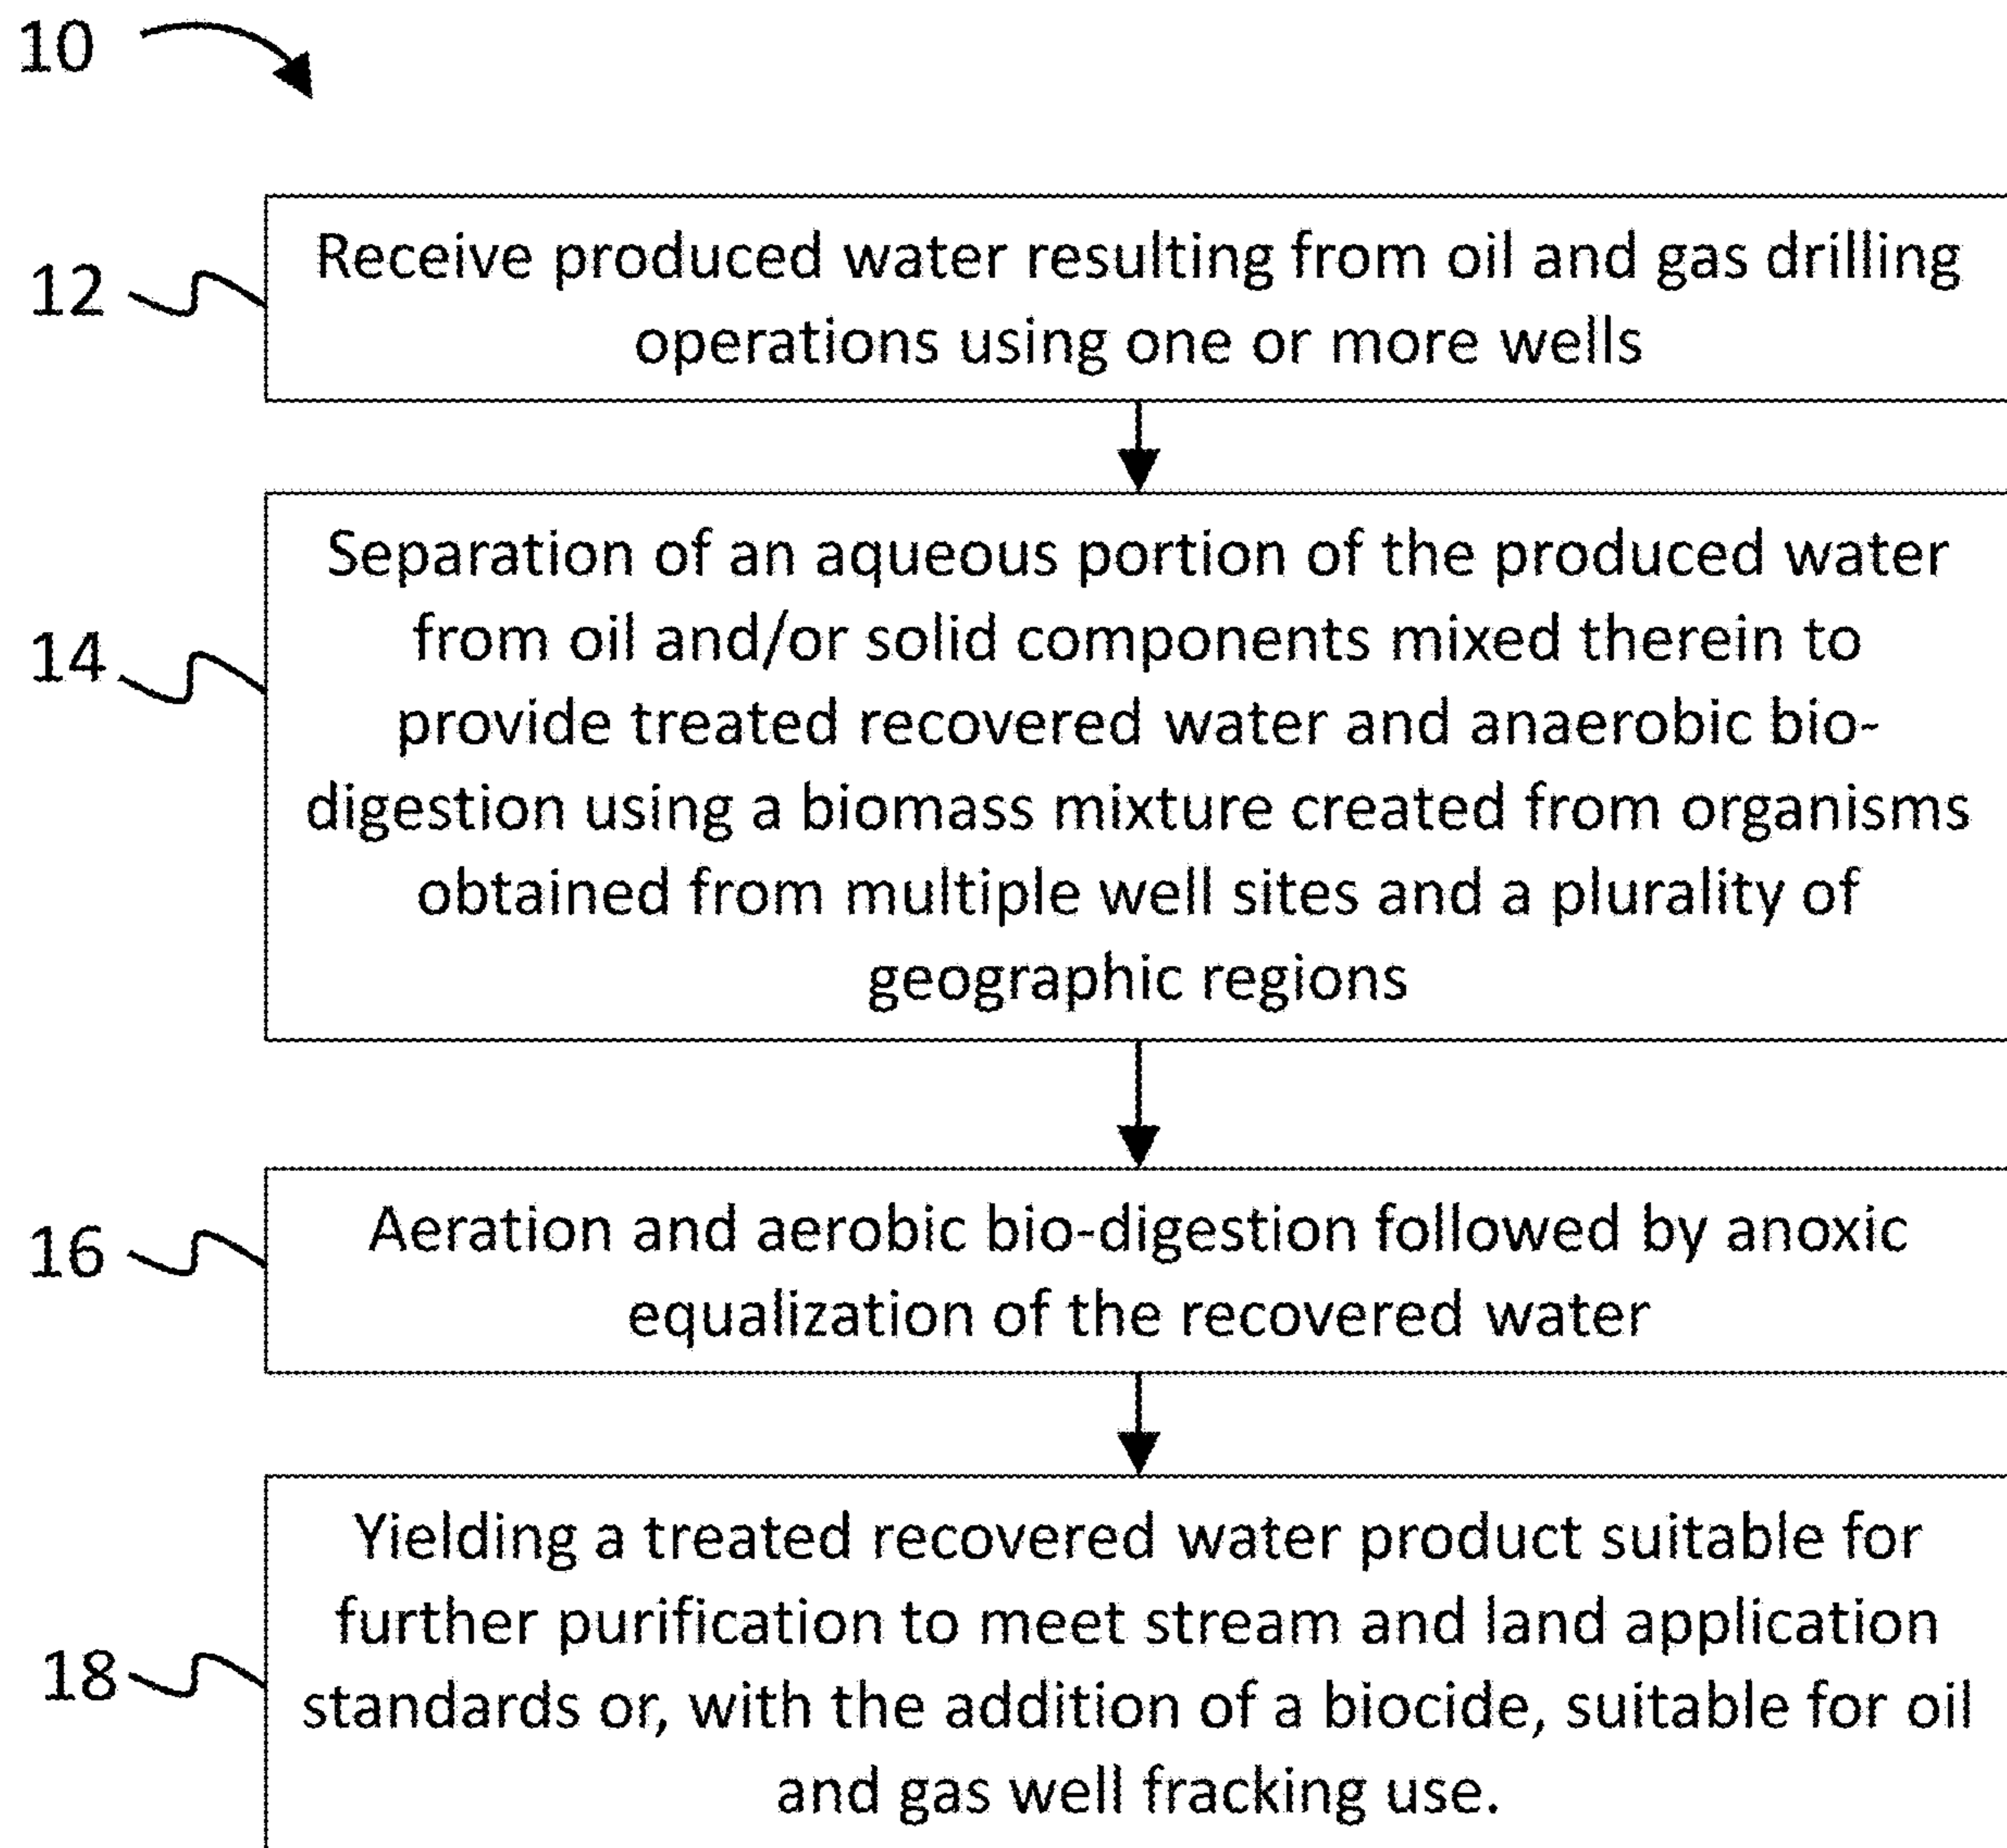 10
12
Receive produced water resulting from oil and gas drilling
operations using one or more wells
14
Separation of an aqueous portion of the produced water
from oil and/or solid components mixed therein to
provide treated recovered water and anaerobic bio-
digestion using a biomass mixture created from organisms
obtained from multiple well sites and a plurality of
geographic regions
16
Aeration and aerobic bio-digestion followed by anoxic
equalization of the recovered water
18
Yielding a treated recovered water product suitable for
further purification to meet stream and land application
standards or, with the addition of a biocide, suitable for oil
and gas well fracking use.